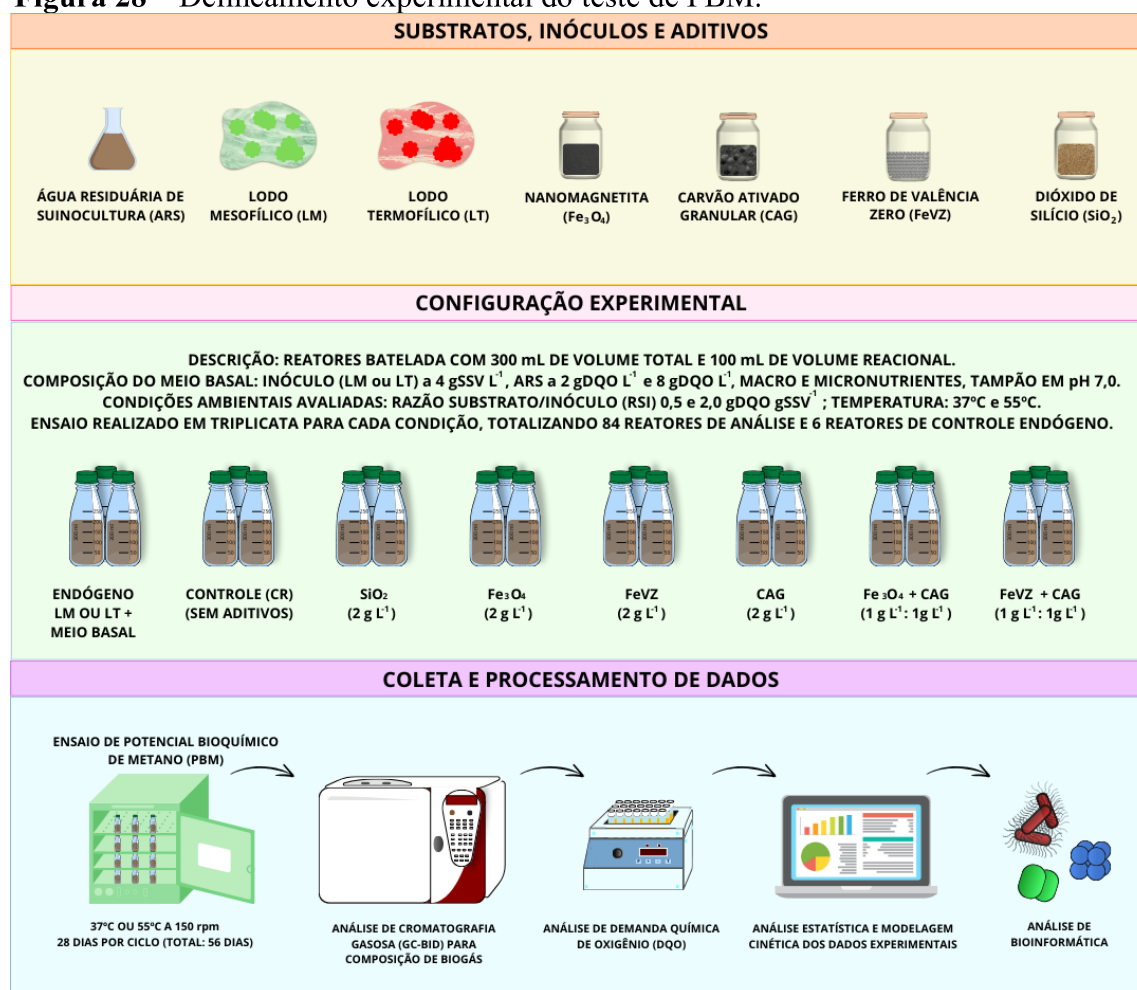 Figura 28 – Delineamento experimental do teste de PBM.
SUBSTRATOS, INÓCULOS E ADITIVOS
ÁGUA RESIDUÁRIA DE
SUINOCULTURA (ARS)
LODO
MESOFÍLICO (LM)
LODO
TERMOFÍLICO (LT)
NANOMAGNETITA
(Fe₃O₄)
CARVÃO ATIVADO
GRANULAR (CAG)
FERRO DE VALÊNCIA
ZERO (FeVZ)
DIÓXIDO DE
SILÍCIO (SiO₂)
CONFIGURAÇÃO EXPERIMENTAL
DESCRIÇÃO: REATORES BATELADA COM 300 mL DE VOLUME TOTAL E 100 mL DE VOLUME REACIONAL.
COMPOSIÇÃO DO MEIO BASAL: INÓCULO (LM ou LT) a 4 gSSV L⁻¹, ARS a 2 gDQO L⁻¹ e 8 gDQO L⁻¹, MACRO E MICRONUTRIENTES, TAMPÃO EM pH 7,0.
CONDIÇÕES AMBIENTAIS AVALIADAS: RAZÃO SUBSTRATO/INÓCULO (RSI) 0,5 e 2,0 gDQO gSSV⁻¹ ; TEMPERATURA: 37ºC e 55ºC.
ENSAIO REALIZADO EM TRIPLICATA PARA CADA CONDIÇÃO, TOTALIZANDO 84 REATORES DE ANÁLISE E 6 REATORES DE CONTROLE ENDÓGENO.
ENDÓGENO
LM OU LT +
MEIO BASAL
CONTROLE (CR)
(SEM ADITIVOS)
SiO₂
(2 g L⁻¹)
Fe₃O₄
(2 g L⁻¹)
FeVZ
(2 g L⁻¹)
CAG
(2 g L⁻¹)
Fe₃O₄ + CAG
(1 g L⁻¹: 1g L⁻¹)
FeVZ + CAG
(1 g L⁻¹: 1g L⁻¹)
COLETA E PROCESSAMENTO DE DADOS
ENSAIO DE POTENCIAL BIOQUÍMICO
DE METANO (PBM)
37ºC OU 55ºC A 150 rpm
28 DIAS POR CICLO (TOTAL: 56 DIAS)
ANÁLISE DE CROMATOGRAFIA
GASOSA (GC-BID) PARA
COMPOSIÇÃO DE BIOGÁS
ANÁLISE DE DEMANDA QUÍMICA
DE OXIGÊNIO (DQO)
ANÁLISE ESTATÍSTICA E MODELAGEM
CINÉTICA DOS DADOS EXPERIMENTAIS
ANÁLISE DE
BIOINFORMÁTICA